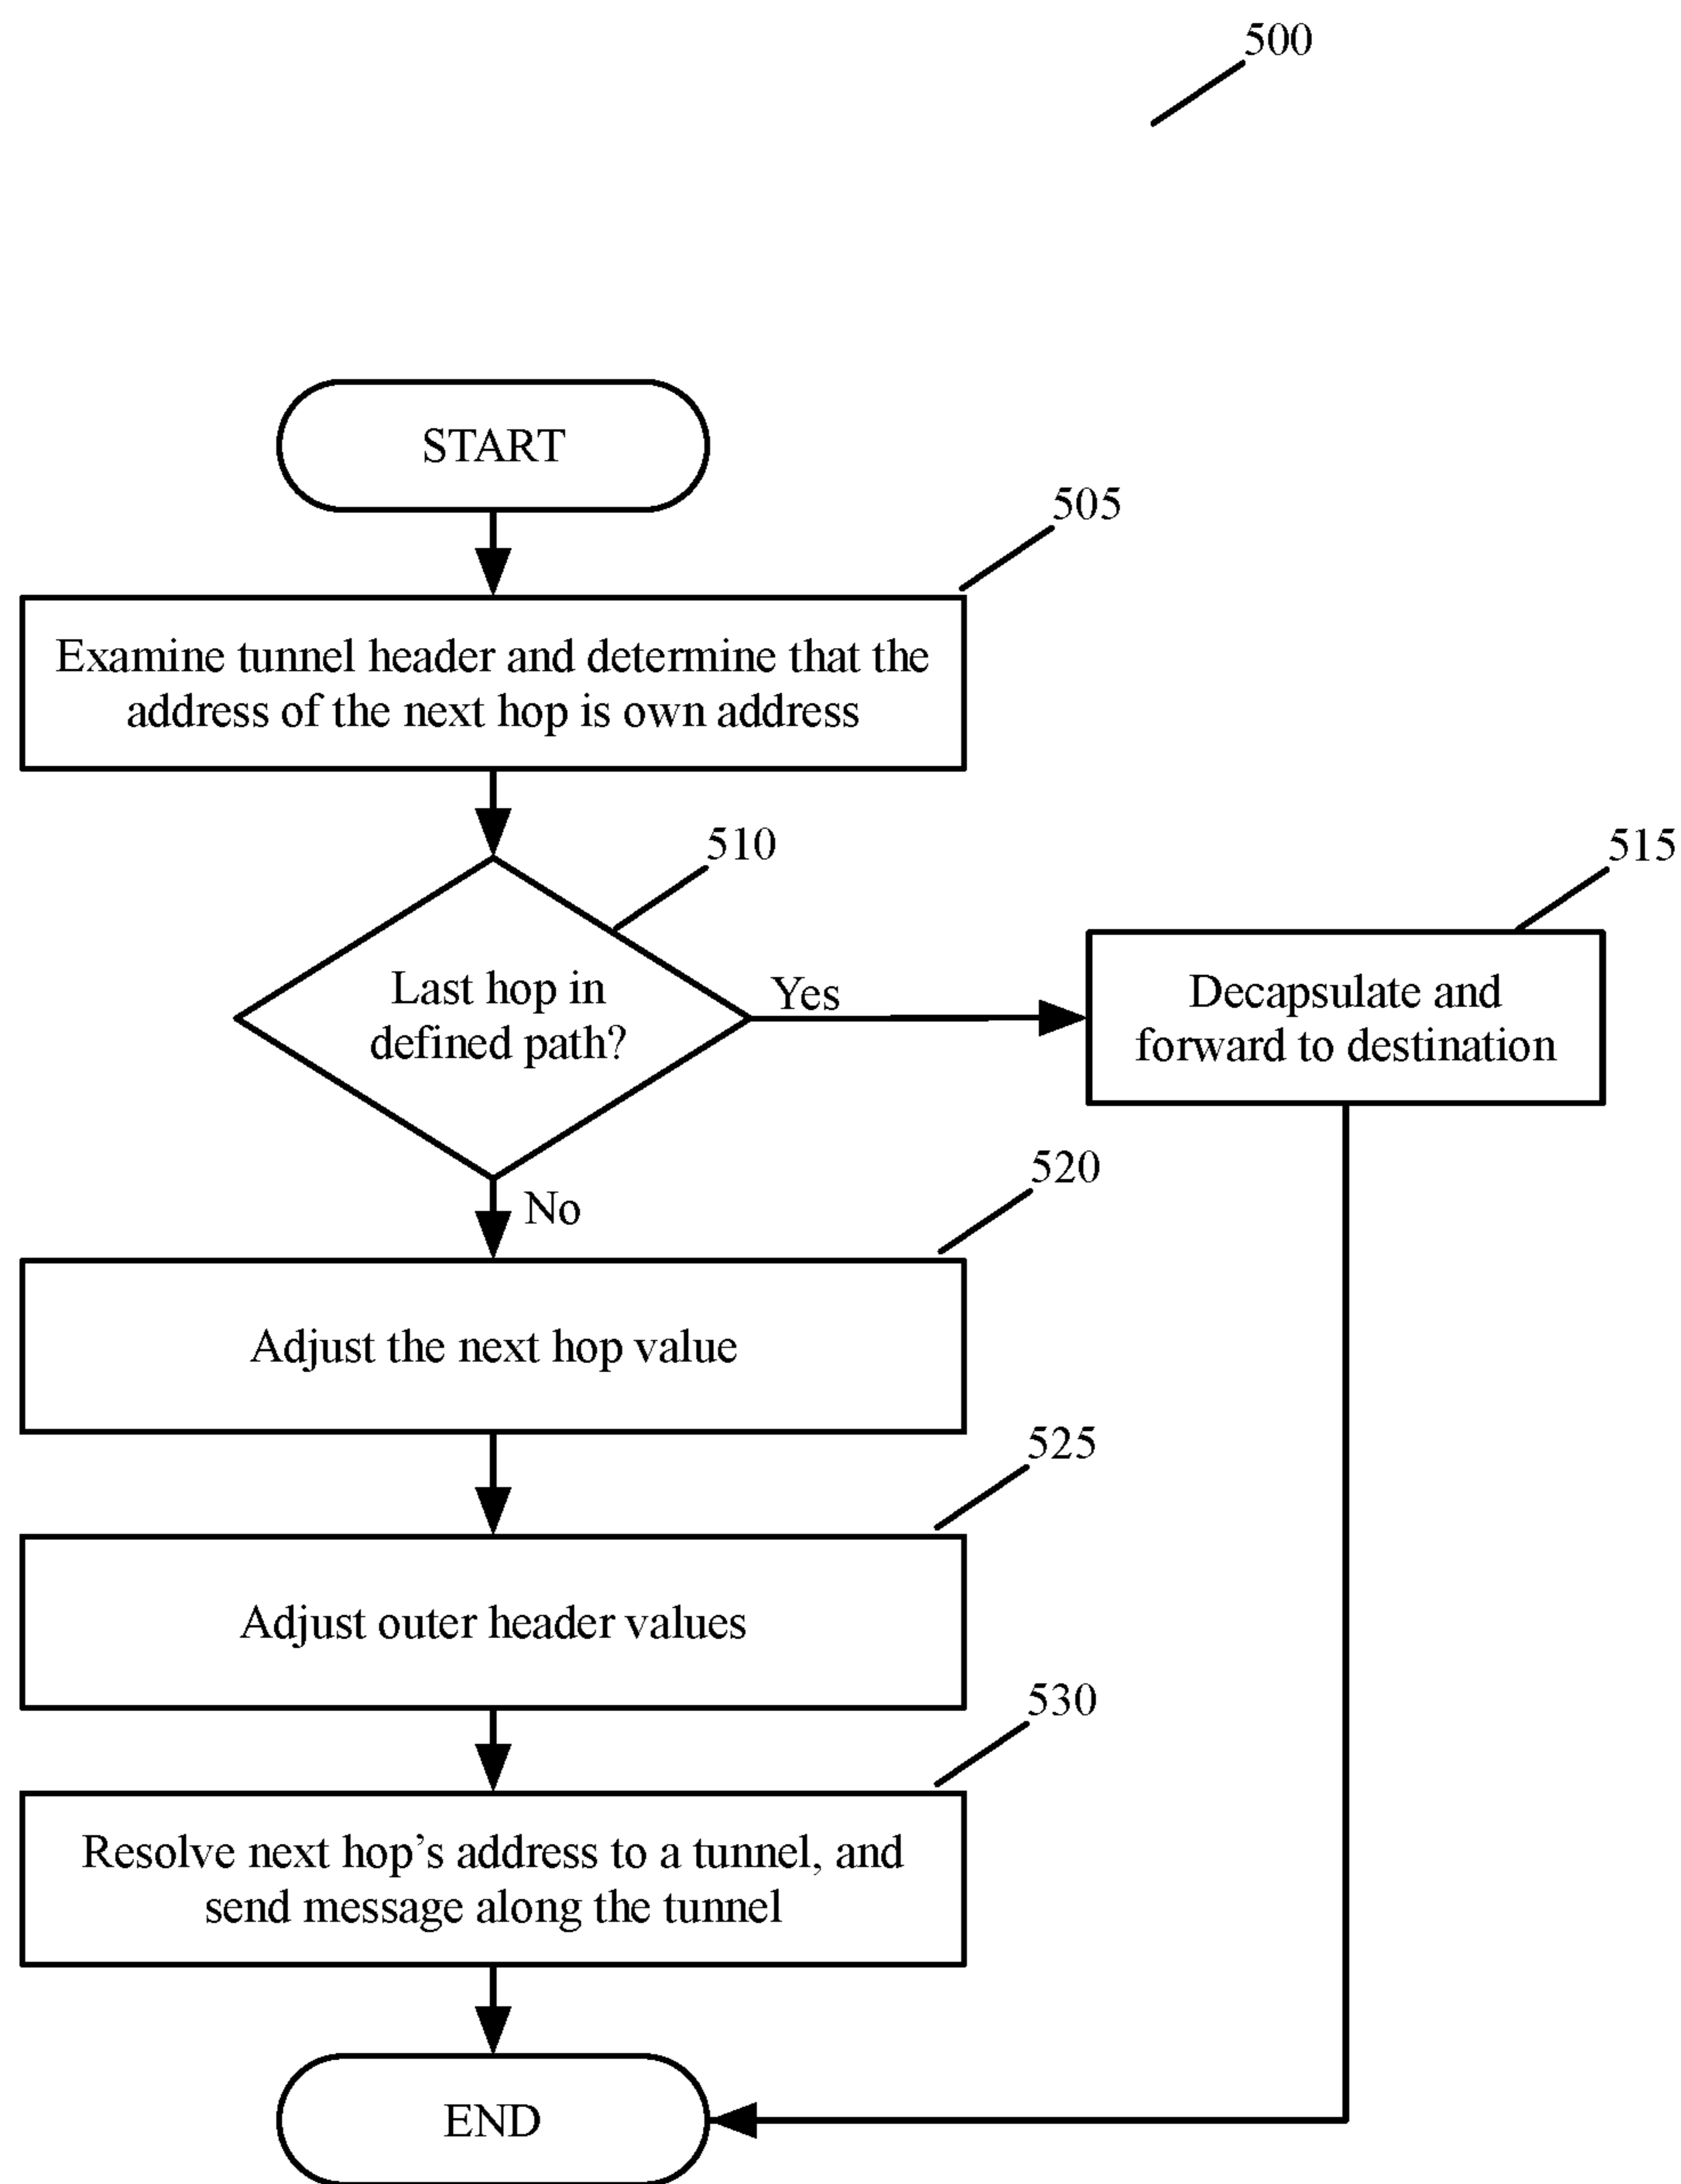 500
START
505
Examine tunnel header and determine that the
address of the next hop is own address
510
Last hop in
defined path?
Yes
515
Decapsulate and
forward to destination
No
520
Adjust the next hop value
525
Adjust outer header values
530
Resolve next hop’s address to a tunnel, and
send message along the tunnel
END